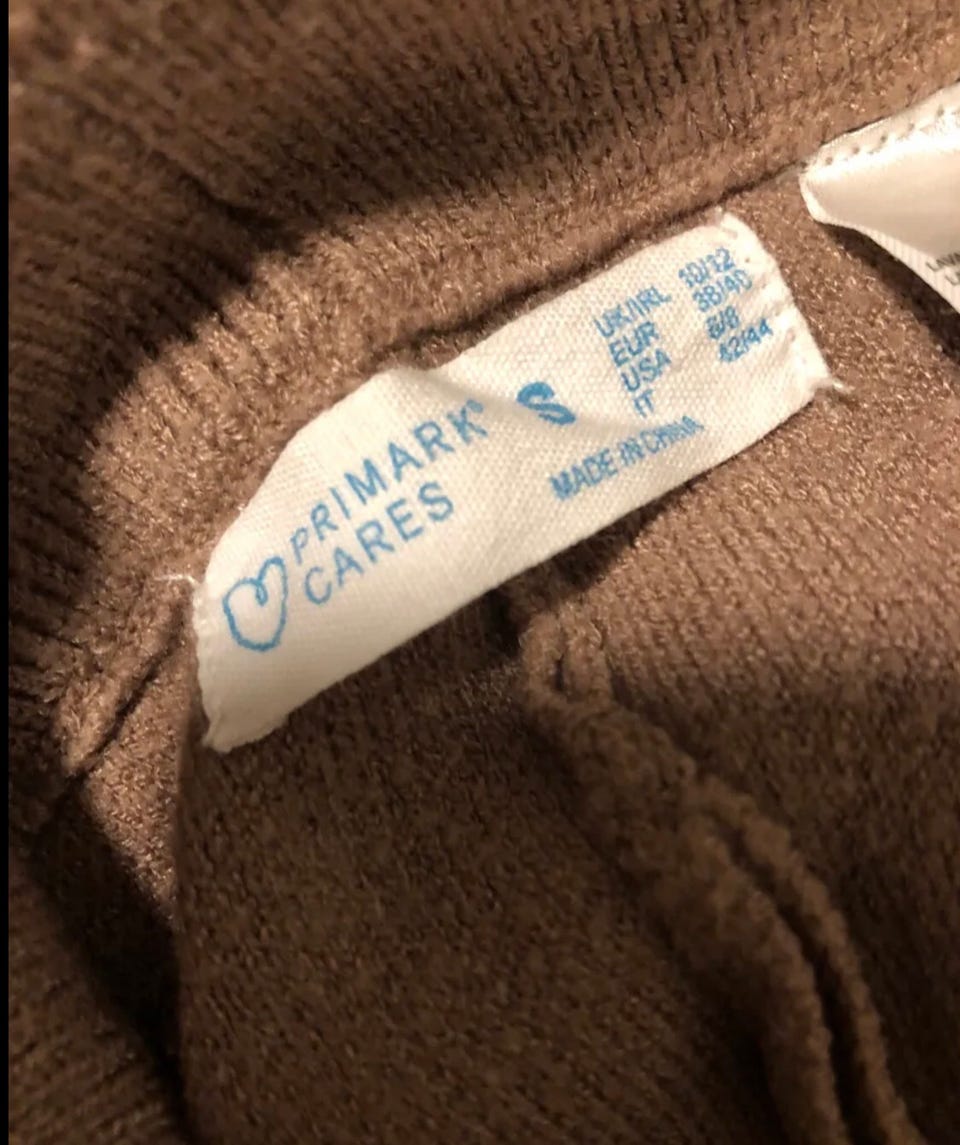 PRIMARK®
CARES
S
UK/IRL 10/12
EUR 38/40
USA 6/8
IT 42/44
MADE IN CHINA